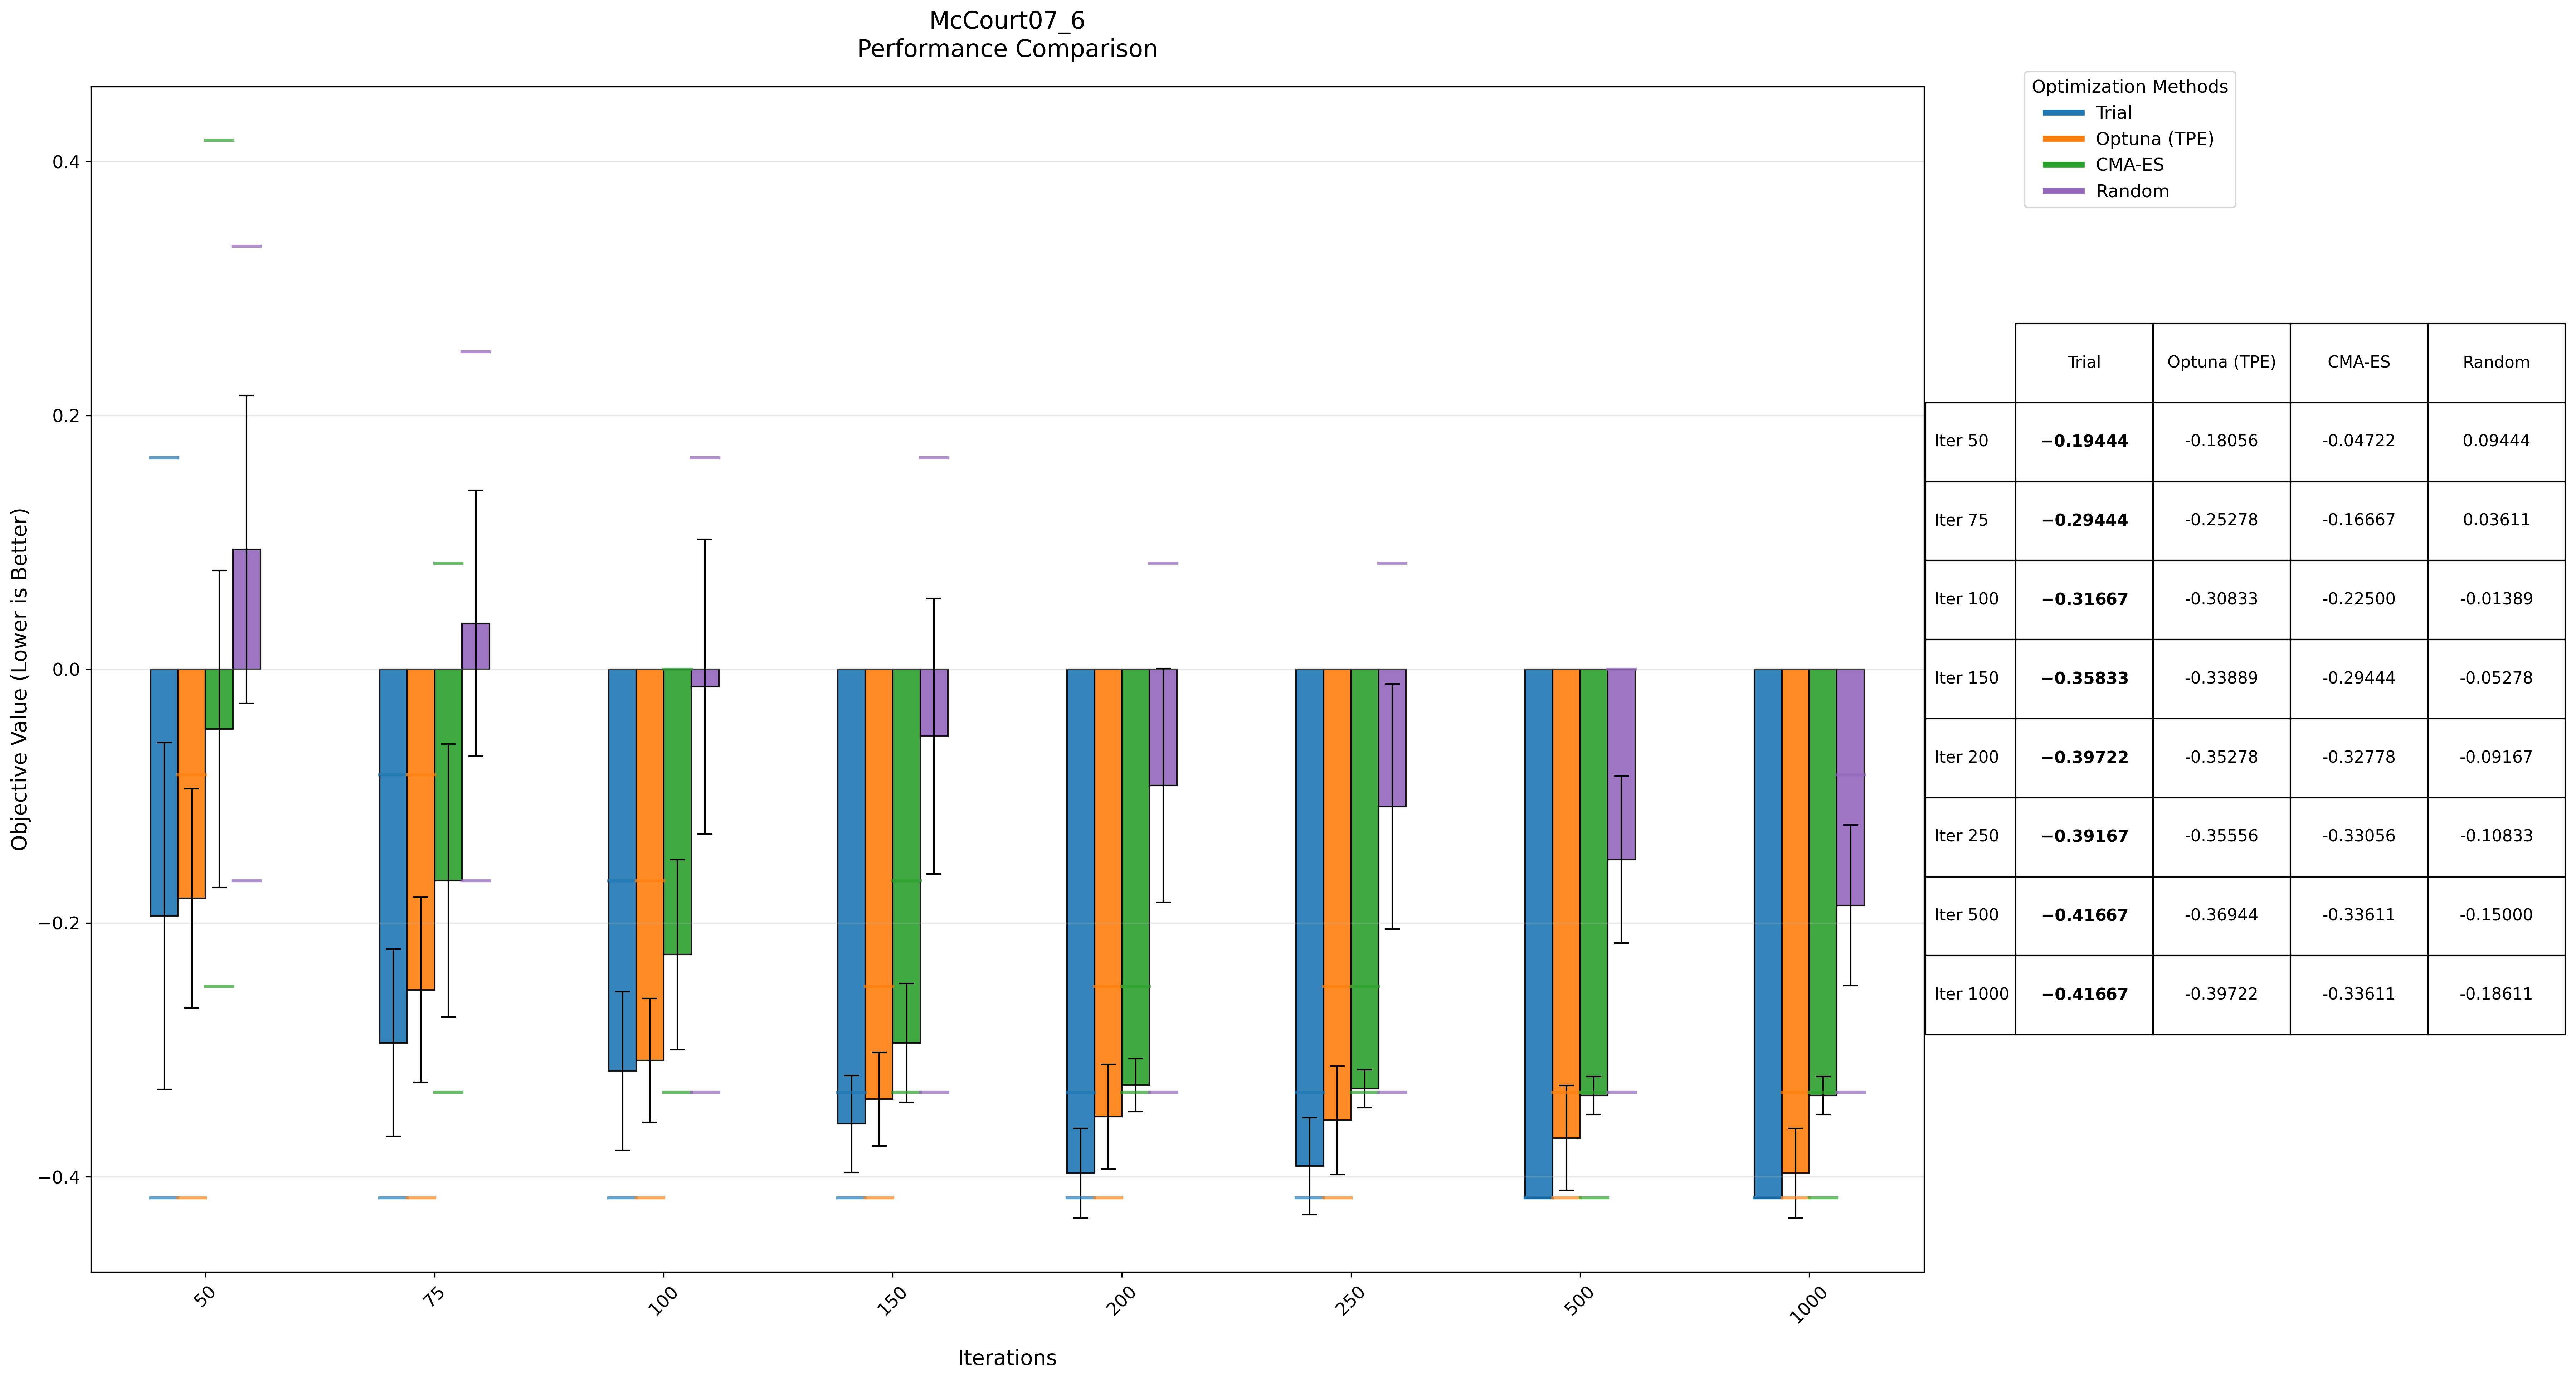 McCourt07_6
Performance Comparison
Optimization Methods
Trial
Optuna (TPE)
CMA-ES
Random
Objective Value (Lower is Better)
0.4
0.2
0.0
−0.2
−0.4
50
75
100
150
200
250
500
1000
Iterations
Trial Optuna (TPE) CMA-ES Random
Iter 50 −0.19444 -0.18056 -0.04722 0.09444
Iter 75 −0.29444 -0.25278 -0.16667 0.03611
Iter 100 −0.31667 -0.30833 -0.22500 -0.01389
Iter 150 −0.35833 -0.33889 -0.29444 -0.05278
Iter 200 −0.39722 -0.35278 -0.32778 -0.09167
Iter 250 −0.39167 -0.35556 -0.33056 -0.10833
Iter 500 −0.41667 -0.36944 -0.33611 -0.15000
Iter 1000 −0.41667 -0.39722 -0.33611 -0.18611